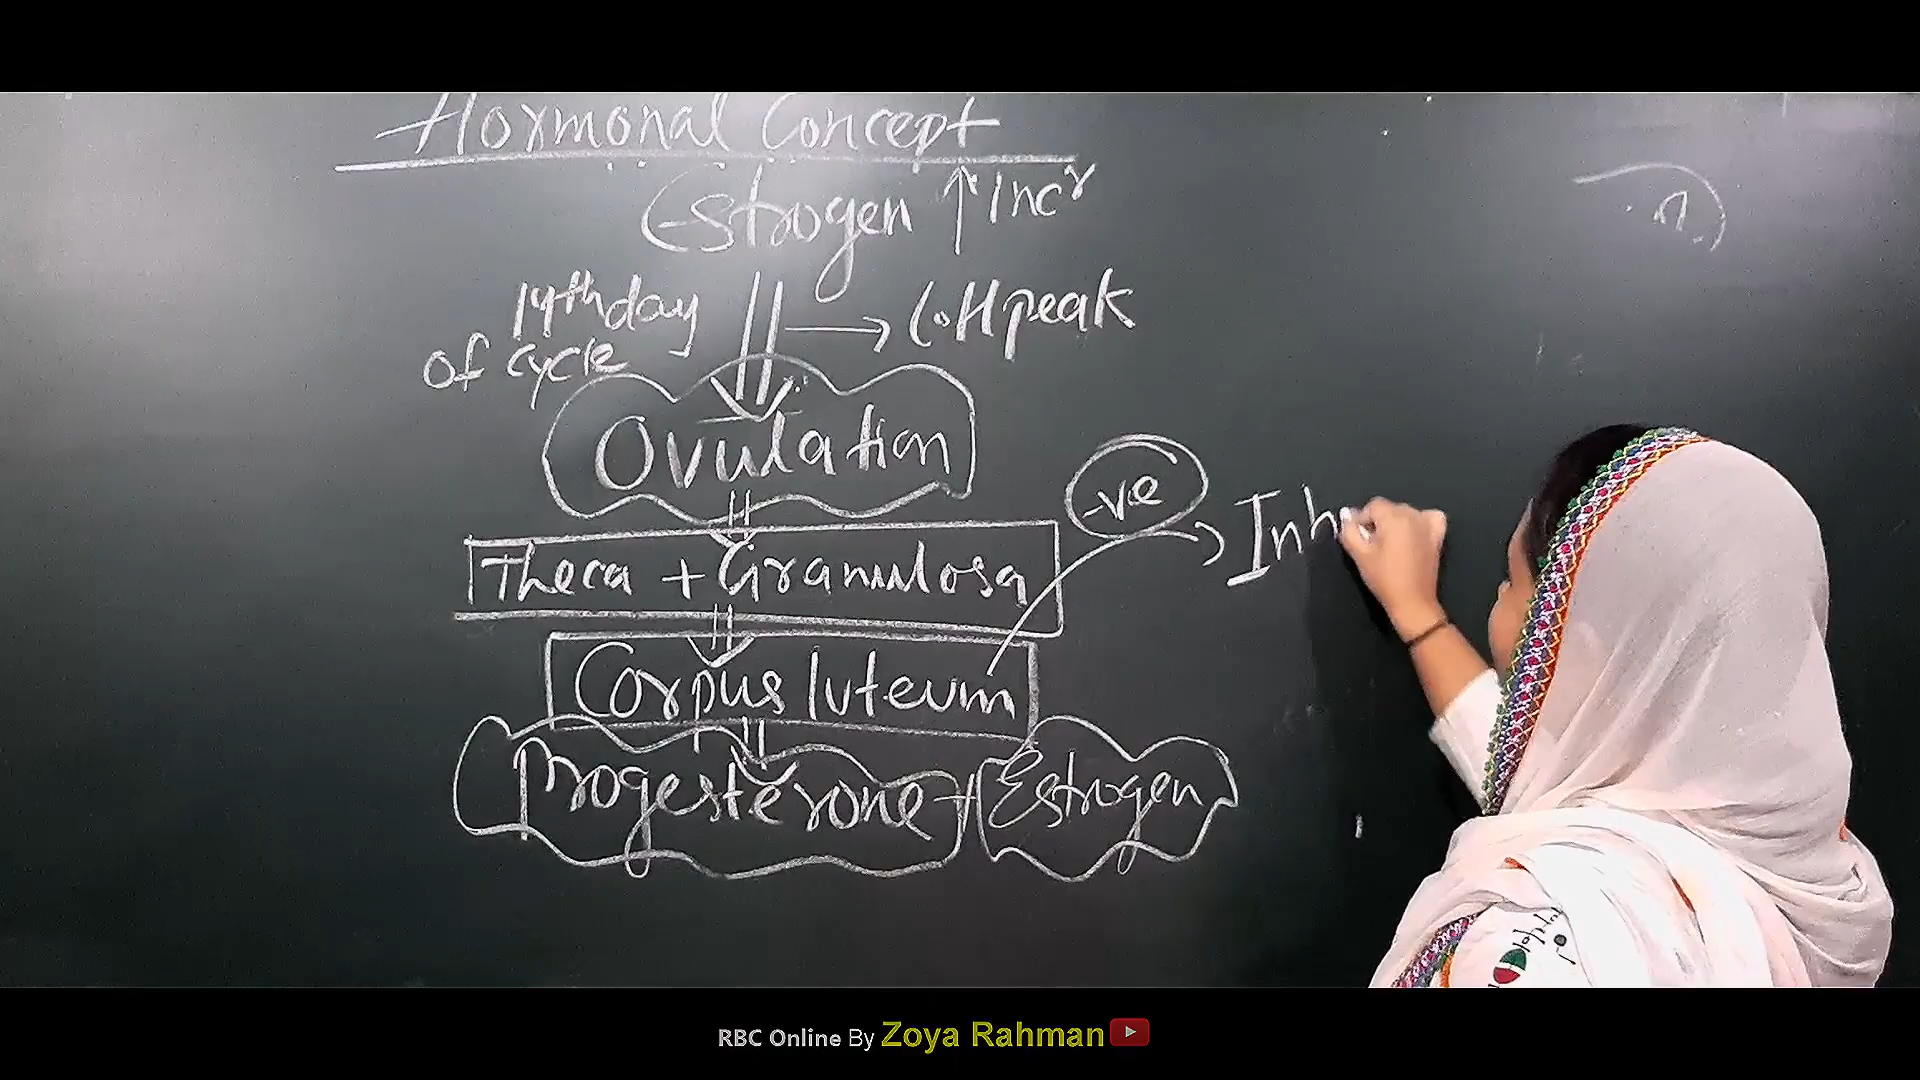 Hormonal Concept
Estrogen ↑ Incr
14th day
of cycle
L.H peak
Ovulation
Theca + Granulosa
-ve
Inh
Corpus luteum
Progesterone + Estrogen
RBC Online By Zoya Rahman